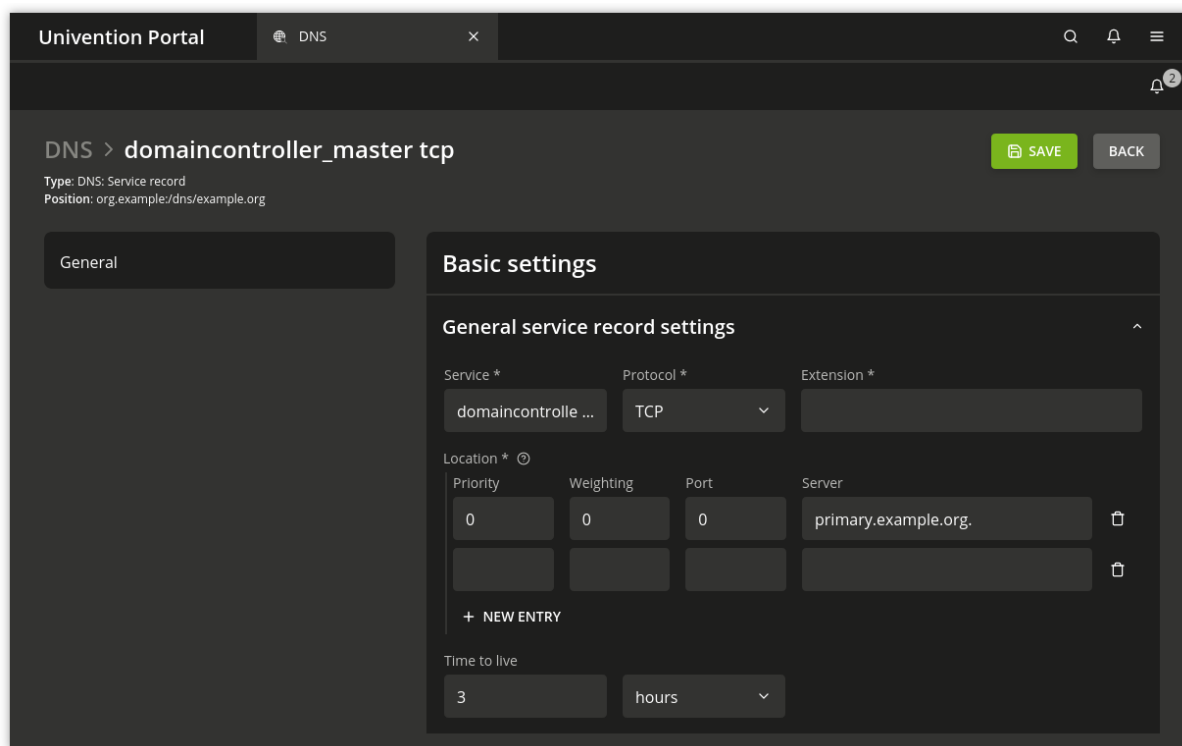 Univention Portal DNS
2
DNS > domaincontroller_master tcp
SAVE BACK
Type: DNS: Service record
Position: org.example:/dns/example.org
General
Basic settings
General service record settings
Service * Protocol * Extension *
domaincontrolle ... TCP
Location *
Priority Weighting Port Server
0 0 0 primary.example.org.
+ NEW ENTRY
Time to live
3 hours